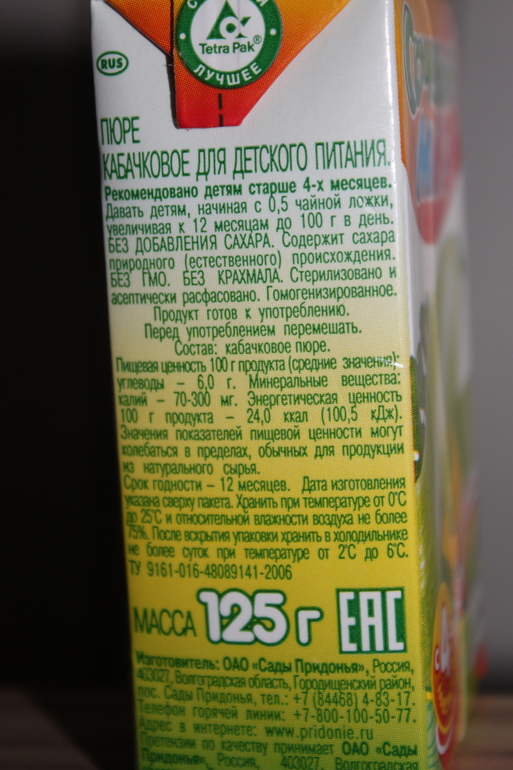 Tetra Pak®
ЛУЧШЕЕ
RUS
ПЮРЕ
КАБАЧКОВОЕ ДЛЯ ДЕТСКОГО ПИТАНИЯ.
Рекомендовано детям старше 4-х месяцев.
Давать детям, начиная с 0,5 чайной ложки,
увеличивая к 12 месяцам до 100 г в день.
БЕЗ ДОБАВЛЕНИЯ САХАРА. Содержит сахара
природного (естественного) происхождения.
БЕЗ ГМО. БЕЗ КРАХМАЛА. Стерилизовано и
асептически расфасовано. Гомогенизированное.
Продукт готов к употреблению.
Перед употреблением перемешать.
Состав: кабачковое пюре.
Пищевая ценность 100 г продукта (средние значения):
углеводы – 6,0 г. Минеральные вещества:
калий – 70-300 мг. Энергетическая ценность
100 г продукта – 24,0 ккал (100,5 кДж).
Значения показателей пищевой ценности могут
колебаться в пределах, обычных для продукции
из натурального сырья.
Срок годности – 12 месяцев. Дата изготовления
указана сверху пакета. Хранить при температуре от 0°С
до 25°С и относительной влажности воздуха не более
75%. После вскрытия упаковки хранить в холодильнике
не более суток при температуре от 2°С до 6°С.
ТУ 9161-016-48089141-2006
МАССА 125 г ЕАС
Изготовитель: ОАО «Сады Придонья», Россия,
403027, Волгоградская область, Городищенский район,
пос. Сады Придонья, тел.: +7 (84468) 4-83-17.
Телефон горячей линии: +7-800-100-50-77.
Адрес в интернете: www.pridonie.ru
Претензии по качеству принимает ОАО «Сады
Придонья», Россия, 403027, Волгоградская